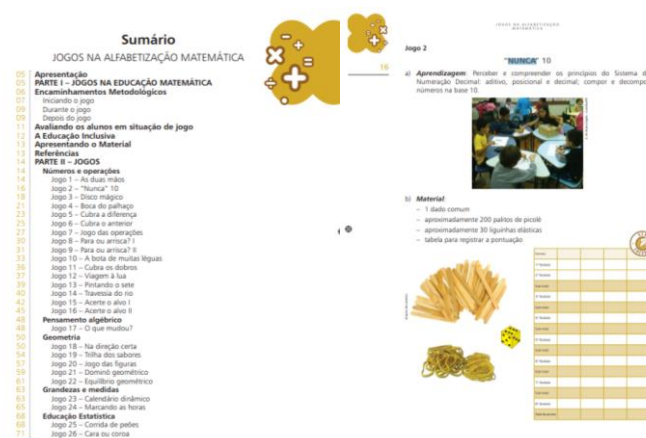 Sumário
JOGOS NA ALFABETIZAÇÃO MATEMÁTICA
05 Apresentação
05 PARTE I – JOGOS NA EDUCAÇÃO MATEMÁTICA
06 Encaminhamentos Metodológicos
07 Iniciando o jogo
09 Durante o jogo
09 Depois do jogo
11 Avaliando os alunos em situação de jogo
12 A Educação Inclusiva
13 Apresentando o Material
13 Referências
14 PARTE II – JOGOS
14 Números e operações
14 Jogo 1 – As duas mãos
16 Jogo 2 – "Nunca" 10
18 Jogo 3 – Disco mágico
21 Jogo 4 – Boca do palhaço
23 Jogo 5 – Cubra a diferença
25 Jogo 6 – Cubra o anterior
27 Jogo 7 – Jogo das operações
30 Jogo 8 – Para ou arrisca? I
31 Jogo 9 – Para ou arrisca? II
33 Jogo 10 – A bota de muitas léguas
36 Jogo 11 – Cubra os dobros
37 Jogo 12 – Viagem à lua
39 Jogo 13 – Pintando o sete
40 Jogo 14 – Travessia do rio
42 Jogo 15 – Acerte o alvo I
45 Jogo 16 – Acerte o alvo II
48 Pensamento algébrico
48 Jogo 17 – O que mudou?
50 Geometria
50 Jogo 18 – Na direção certa
54 Jogo 19 – Trilha dos sabores
57 Jogo 20 – Jogo das figuras
59 Jogo 21 – Dominó geométrico
61 Jogo 22 – Equilíbrio geométrico
63 Grandezas e medidas
63 Jogo 23 – Calendário dinâmico
65 Jogo 24 – Marcando as horas
68 Educação Estatística
68 Jogo 25 – Corrida de peões
71 Jogo 26 – Cara ou coroa
JOGOS NA ALFABETIZAÇÃO
MATEMÁTICA
16
Jogo 2
"NUNCA" 10
a) Aprendizagem: Perceber e compreender os princípios do Sistema d
Numeração Decimal: aditivo, posicional e decimal; compor e decompo
números na base 10.
b) Material:
– 1 dado comum
– aproximadamente 200 palitos de picolé
– aproximadamente 30 liguinhas elásticas
– tabela para registrar a pontuação